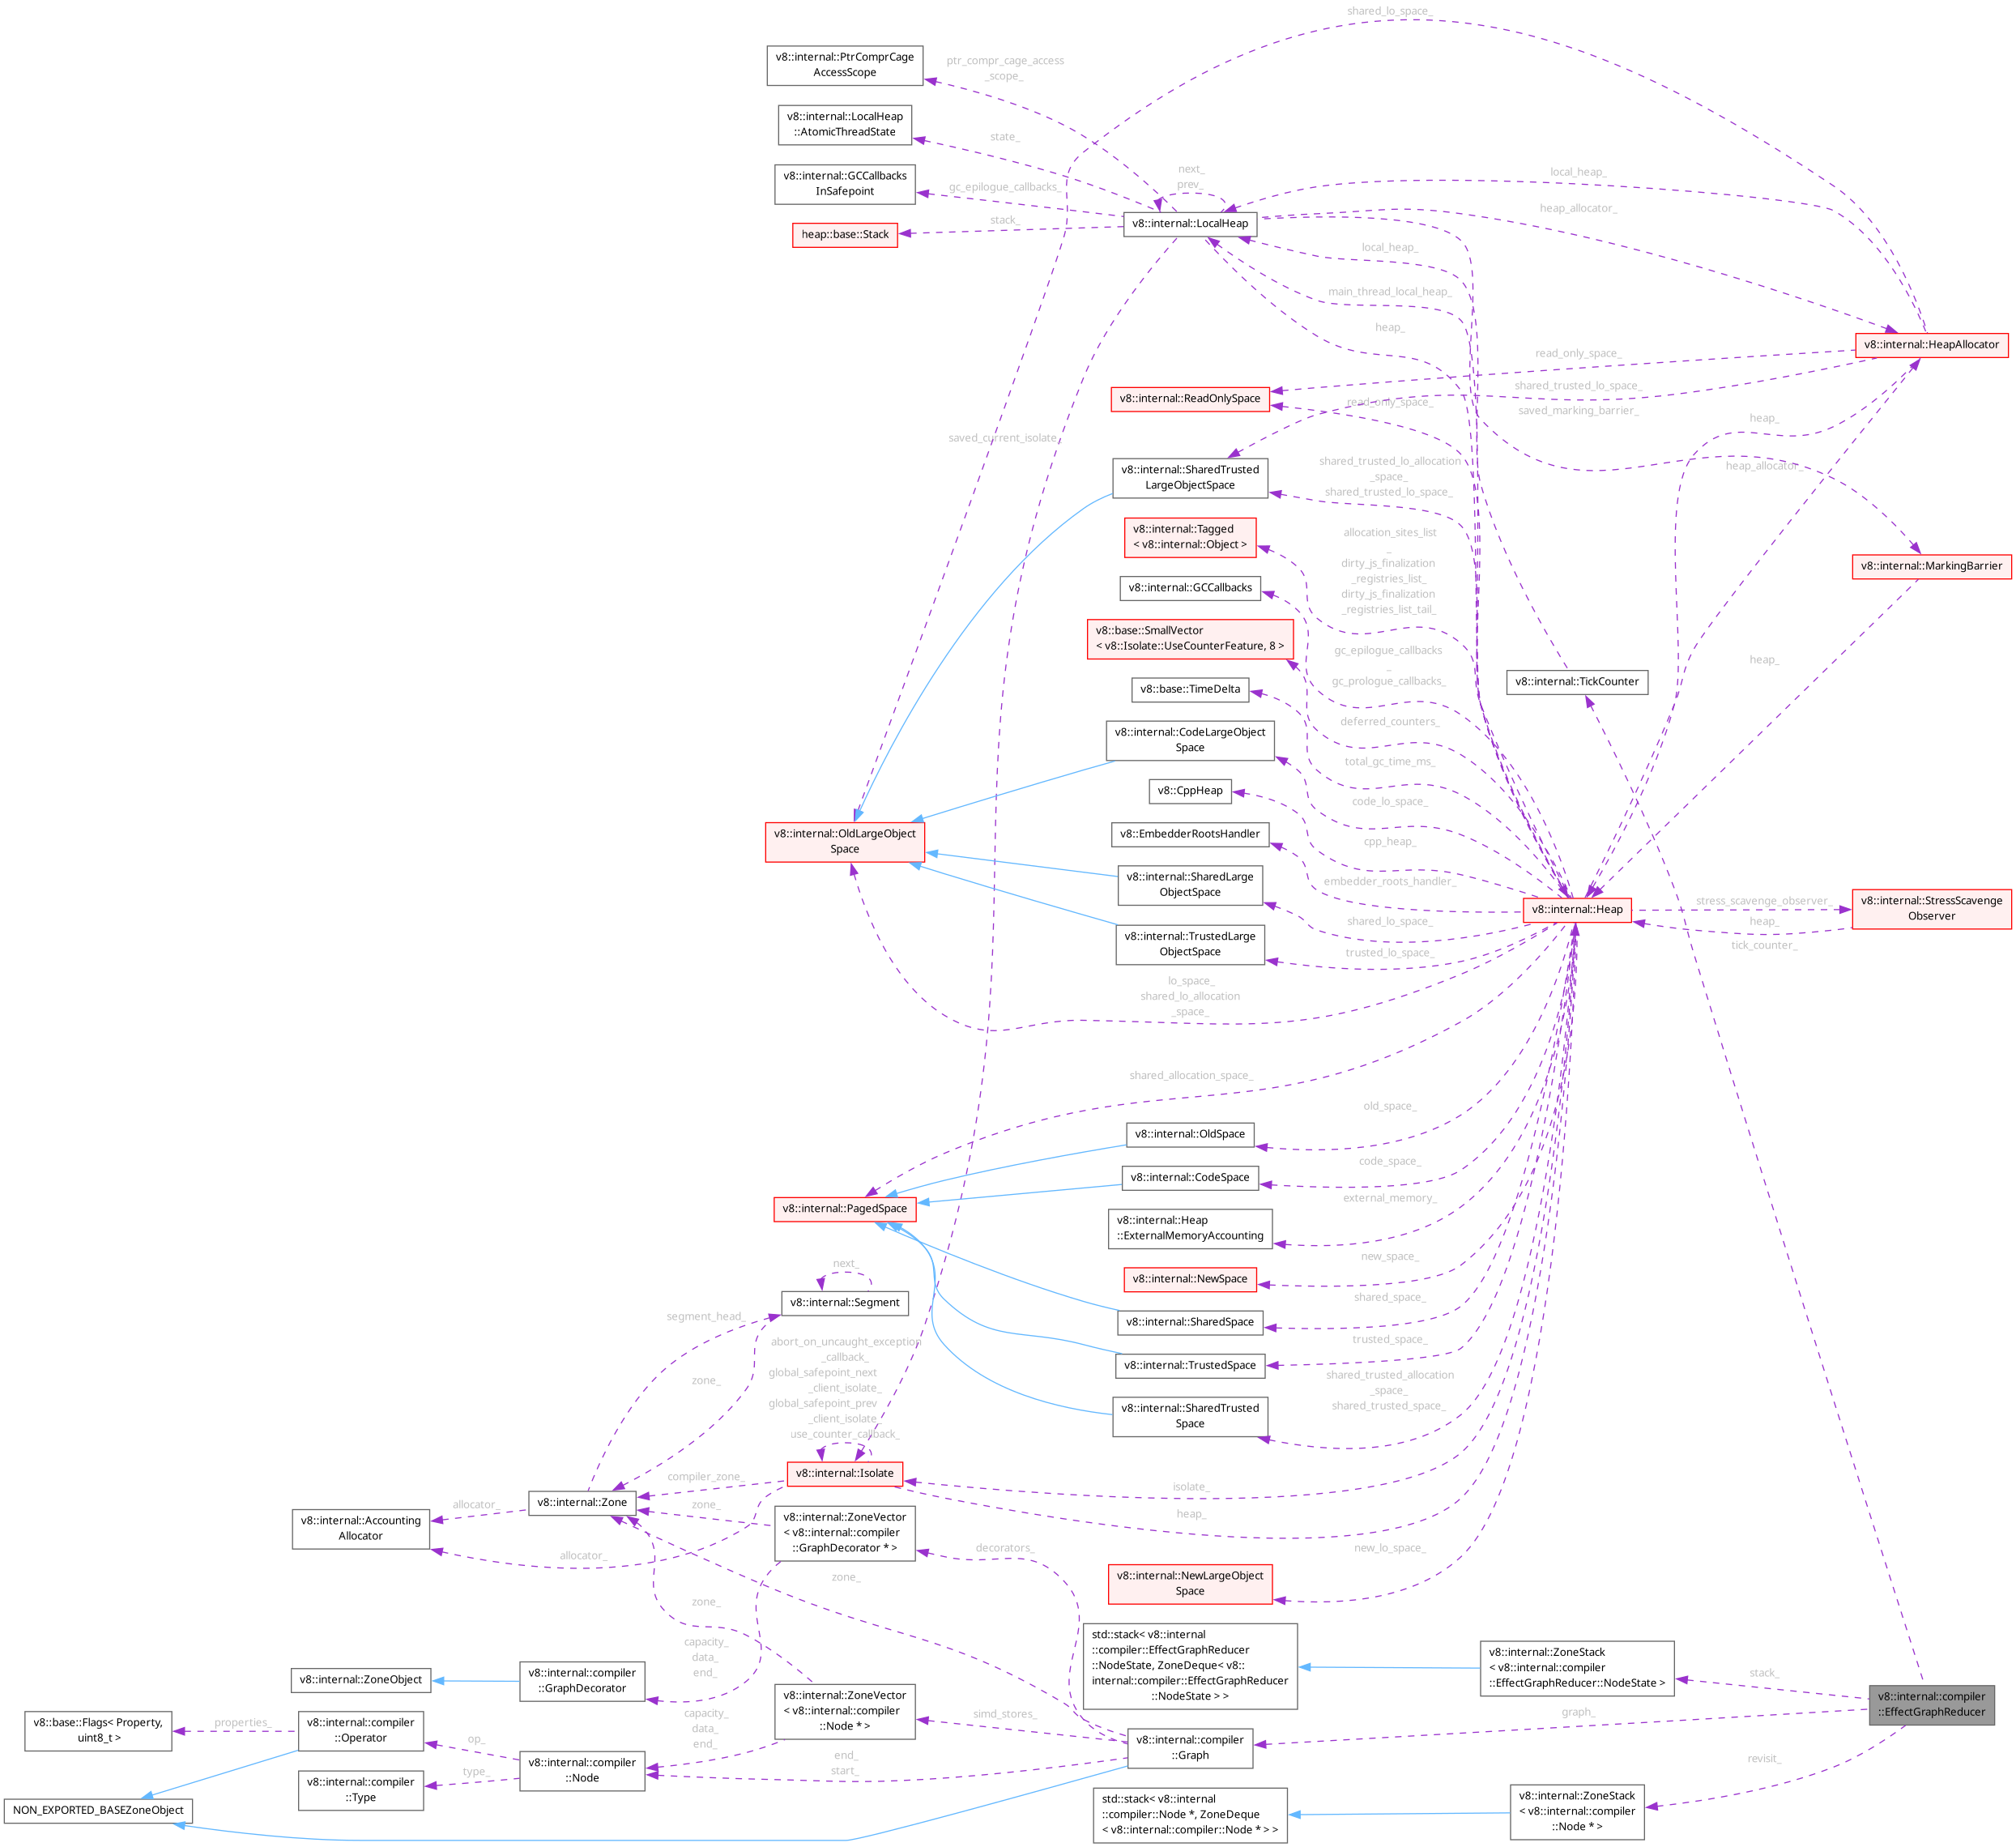 shared_lo_space_
v8::internal::PtrComprCage
AccessScope
ptr_compr_cage_access
_scope_
v8::internal::LocalHeap
::AtomicThreadState
state_
v8::internal::GCCallbacks
InSafepoint
gc_epilogue_callbacks_
next_
prev_
local_heap_
heap::base::Stack
stack_
v8::internal::LocalHeap
heap_allocator_
local_heap_
main_thread_local_heap_
heap_
v8::internal::HeapAllocator
read_only_space_
v8::internal::ReadOnlySpace
read_only_space_
shared_trusted_lo_space_
saved_marking_barrier_
heap_
saved_current_isolate_
v8::internal::SharedTrusted
LargeObjectSpace
shared_trusted_lo_allocation
_space_
shared_trusted_lo_space_
heap_allocator_
v8::internal::Tagged
< v8::internal::Object >
allocation_sites_list
_
dirty_js_finalization
_registries_list_
dirty_js_finalization
_registries_list_tail_
v8::internal::MarkingBarrier
v8::internal::GCCallbacks
gc_epilogue_callbacks
_
gc_prologue_callbacks_
v8::base::SmallVector
< v8::Isolate::UseCounterFeature, 8 >
heap_
v8::internal::TickCounter
v8::base::TimeDelta
deferred_counters_
v8::internal::CodeLargeObject
Space
total_gc_time_ms_
v8::CppHeap
code_lo_space_
v8::internal::OldLargeObject
Space
v8::EmbedderRootsHandler
cpp_heap_
v8::internal::SharedLarge
ObjectSpace
embedder_roots_handler_
v8::internal::Heap
stress_scavenge_observer_
v8::internal::StressScavenge
Observer
shared_lo_space_
heap_
v8::internal::TrustedLarge
ObjectSpace
trusted_lo_space_
tick_counter_
lo_space_
shared_lo_allocation
_space_
shared_allocation_space_
old_space_
v8::internal::OldSpace
code_space_
v8::internal::CodeSpace
v8::internal::PagedSpace
external_memory_
v8::internal::Heap
::ExternalMemoryAccounting
next_
new_space_
v8::internal::NewSpace
v8::internal::Segment
segment_head_
shared_space_
v8::internal::SharedSpace
abort_on_uncaught_exception
_callback_
global_safepoint_next
_client_isolate_
global_safepoint_prev
_client_isolate_
use_counter_callback_
zone_
trusted_space_
v8::internal::TrustedSpace
shared_trusted_allocation
_space_
shared_trusted_space_
v8::internal::SharedTrusted
Space
v8::internal::Isolate
compiler_zone_
isolate_
v8::internal::Zone
allocator_
v8::internal::Accounting
Allocator
zone_
v8::internal::ZoneVector
< v8::internal::compiler
::GraphDecorator * >
heap_
allocator_
decorators_
new_lo_space_
zone_
v8::internal::NewLargeObject
Space
zone_
capacity_
data_
end_
std::stack< v8::internal
::compiler::EffectGraphReducer
::NodeState, ZoneDeque< v8::
internal::compiler::EffectGraphReducer
::NodeState > >
v8::internal::ZoneStack
< v8::internal::compiler
::EffectGraphReducer::NodeState >
stack_
v8::internal::ZoneObject
v8::internal::compiler
::GraphDecorator
v8::internal::compiler
::EffectGraphReducer
v8::internal::ZoneVector
< v8::internal::compiler
::Node * >
simd_stores_
graph_
v8::base::Flags< Property,
uint8_t >
properties_
v8::internal::compiler
::Operator
op_
capacity_
data_
end_
v8::internal::compiler
::Graph
end_
start_
revisit_
type_
v8::internal::compiler
::Node
v8::internal::compiler
::Type
NON_EXPORTED_BASEZoneObject
std::stack< v8::internal
::compiler::Node *, ZoneDeque
< v8::internal::compiler::Node * > >
v8::internal::ZoneStack
< v8::internal::compiler
::Node * >